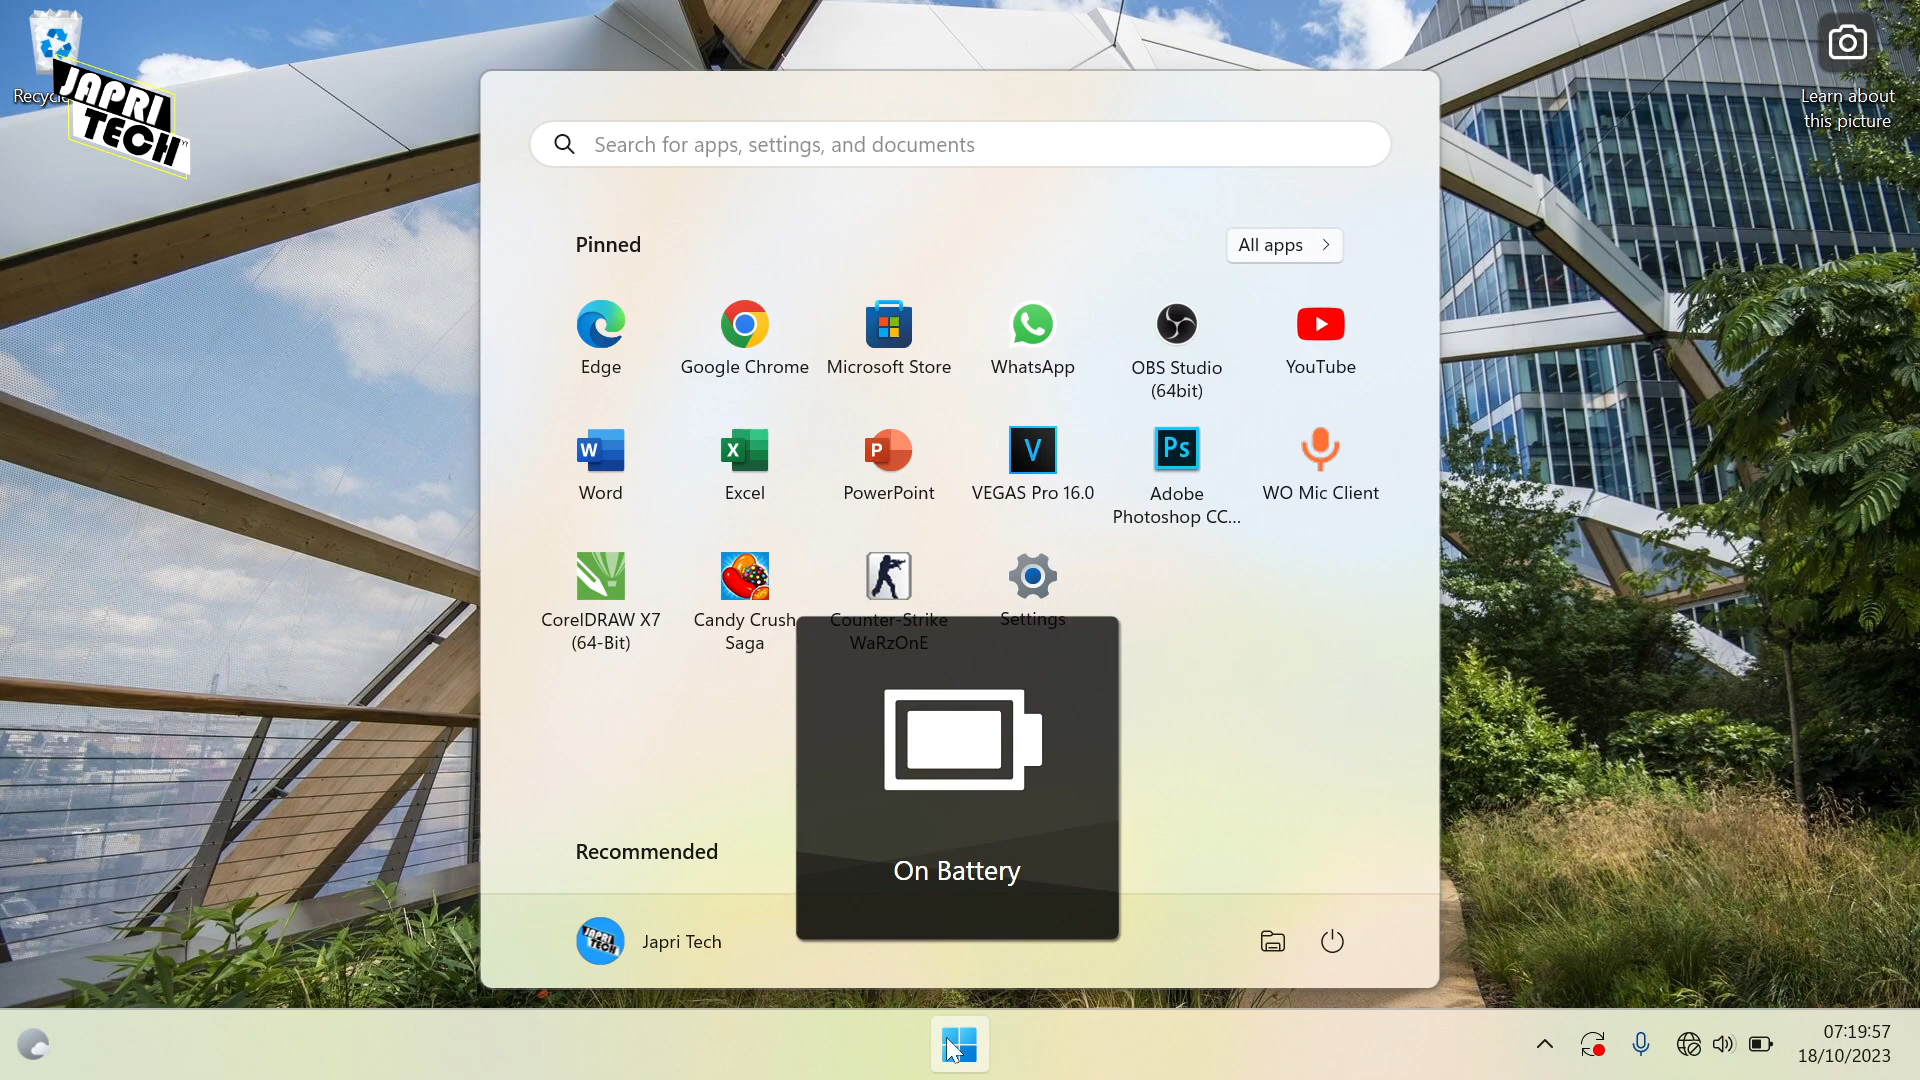 Recycle
JAPRI
TECH
YT
Learn about
this picture
Search for apps, settings, and documents
Pinned
All apps
Edge
Google Chrome
Microsoft Store
WhatsApp
OBS Studio
(64bit)
YouTube
W
X
P
V
Ps
Word
Excel
PowerPoint
VEGAS Pro 16.0
Adobe
Photoshop CC...
WO Mic Client
CorelDRAW X7
(64-Bit)
Candy Crush
Saga
Counter-Strike
WaRzOnE
Settings
On Battery
Recommended
JAPRI
TECH
Japri Tech
07:19:57
18/10/2023